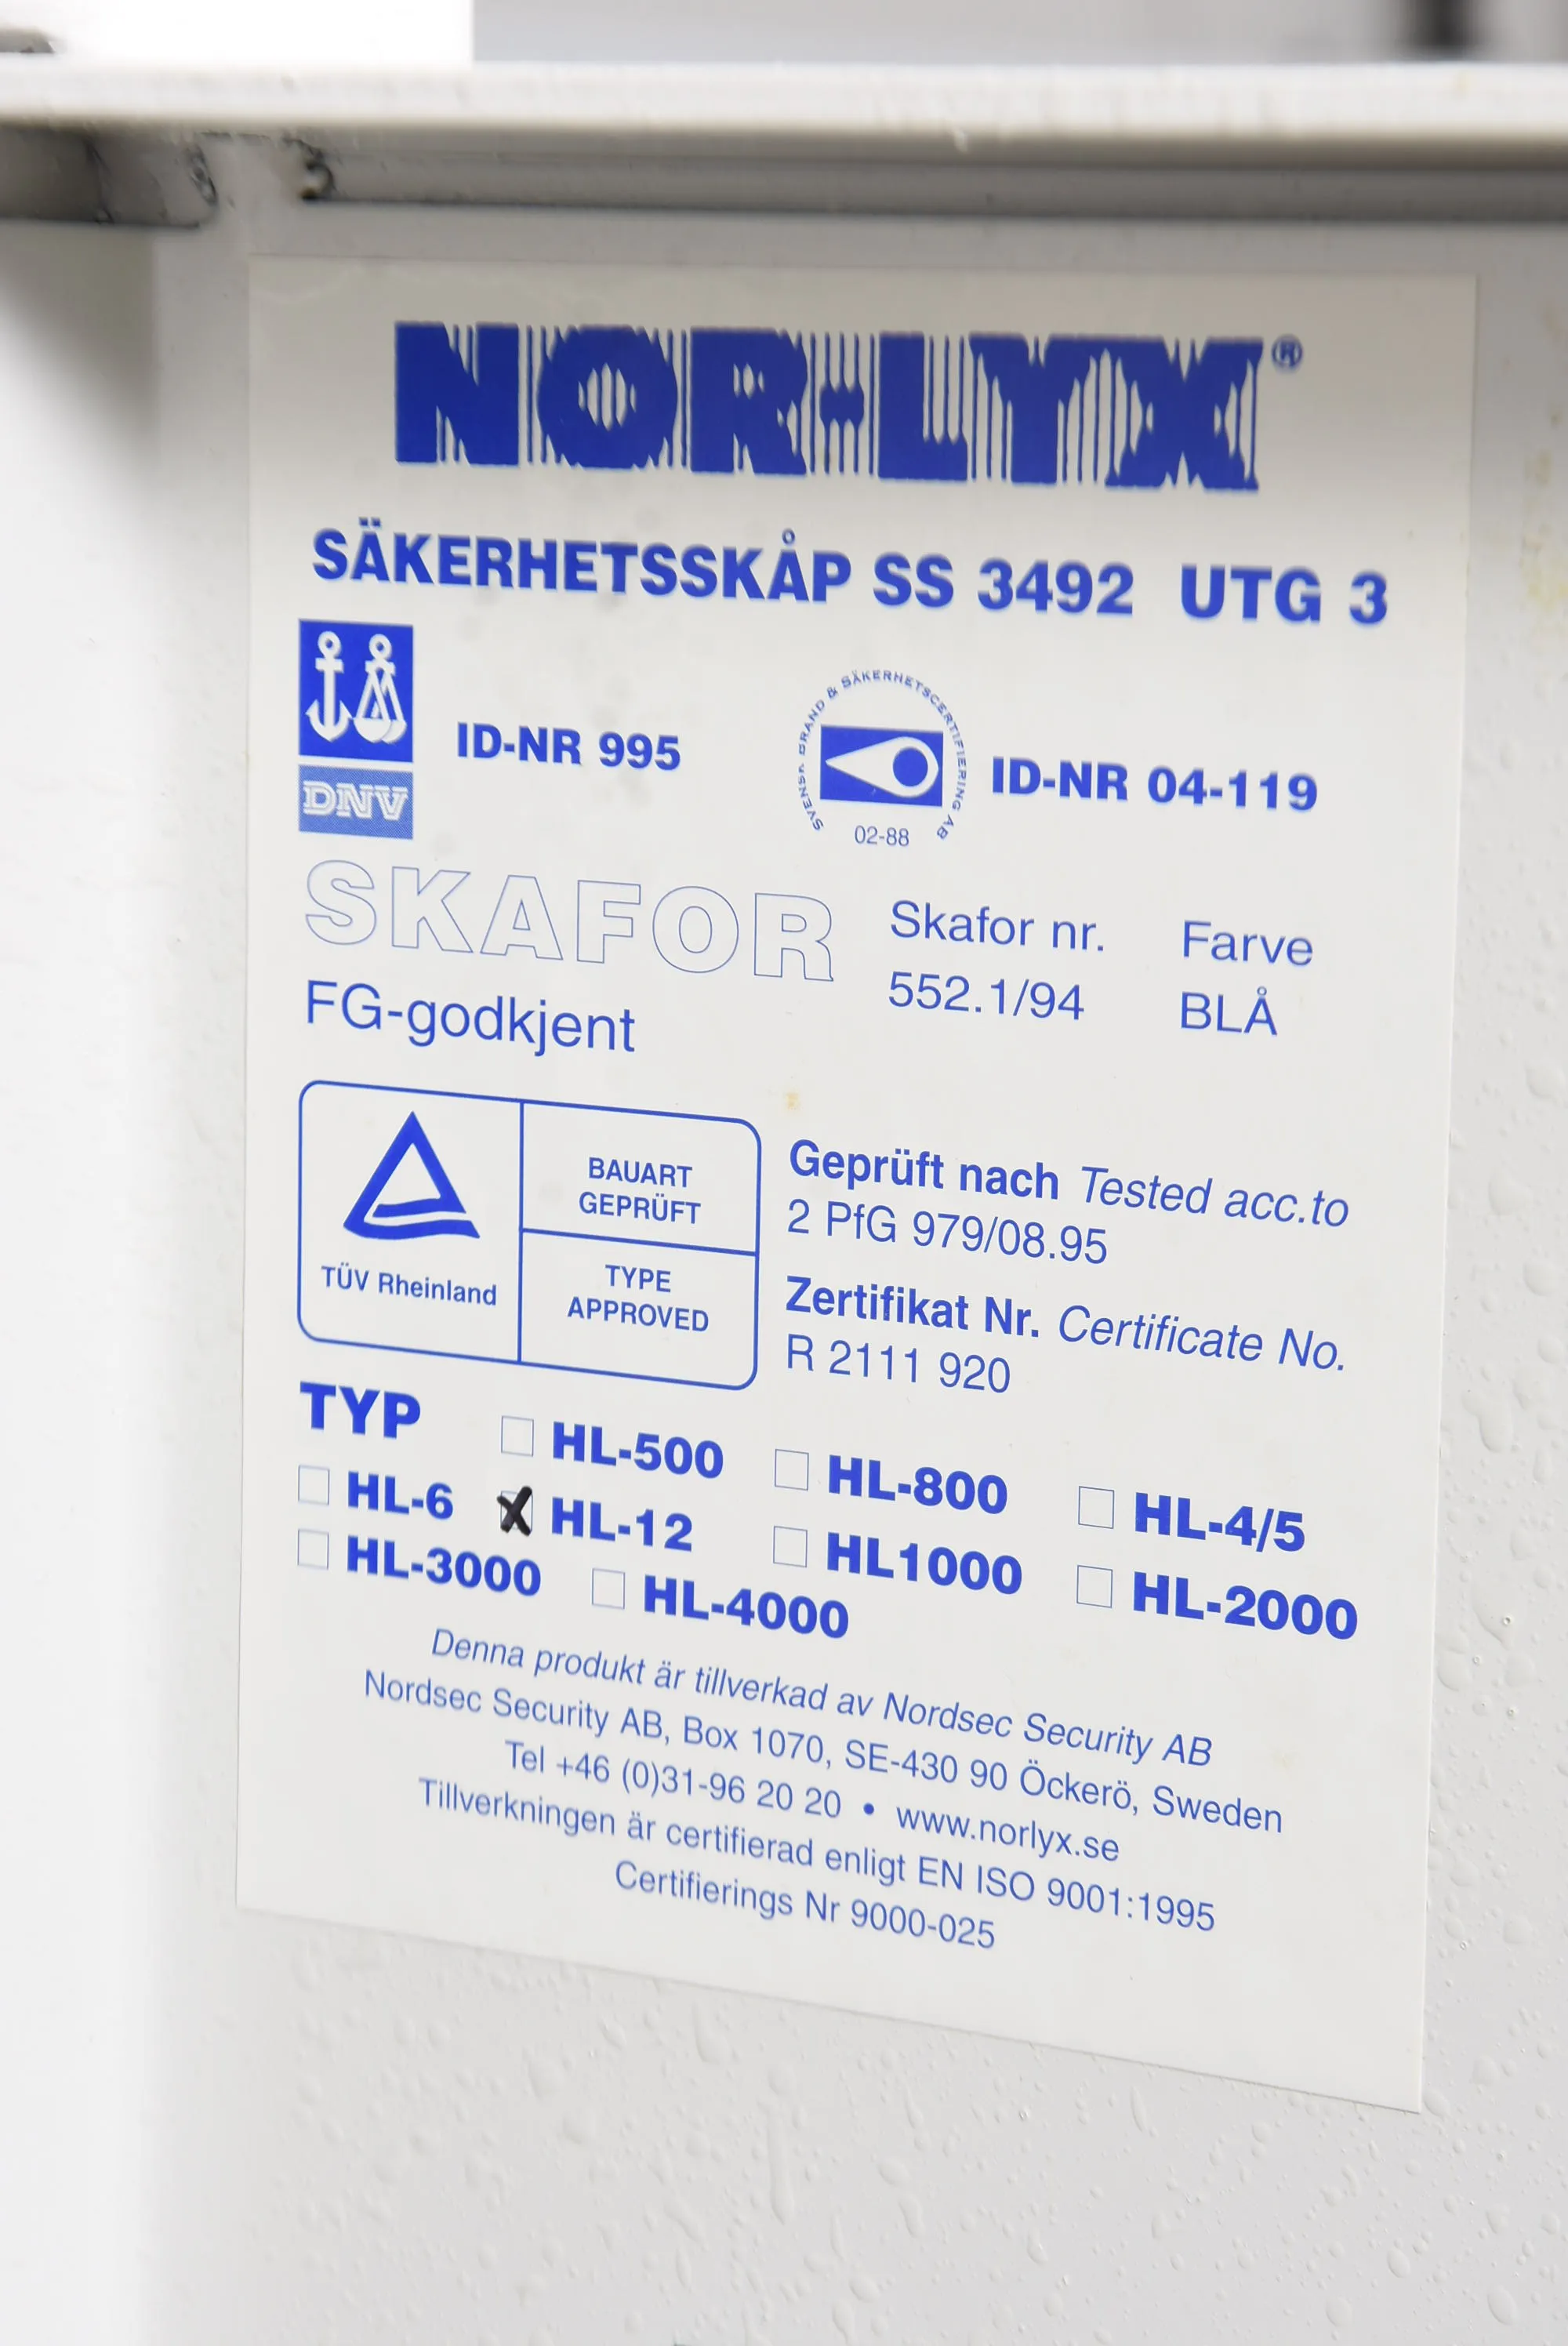 NOR-LYX®
SÄKERHETSSKÅP SS 3492 UTG 3
DNV
ID-NR 995
SVENSK BRAND & SÄKERHETSCERTIFIERING AB
02-88
ID-NR 04-119
SKAFOR
FG-godkjent
Skafor nr. Farve
552.1/94 BLÅ
TÜV Rheinland
BAUART
GEPRÜFT
TYPE
APPROVED
Geprüft nach Tested acc.to
2 PfG 979/08.95
Zertifikat Nr. Certificate No.
R 2111 920
TYP HL-500 HL-800 HL-4/5
HL-6 X HL-12 HL1000 HL-2000
HL-3000 HL-4000
Denna produkt är tillverkad av Nordsec Security AB
Nordsec Security AB, Box 1070, SE-430 90 Öckerö, Sweden
Tel +46 (0)31-96 20 20 • www.norlyx.se
Tillverkningen är certifierad enligt EN ISO 9001:1995
Certifierings Nr 9000-025